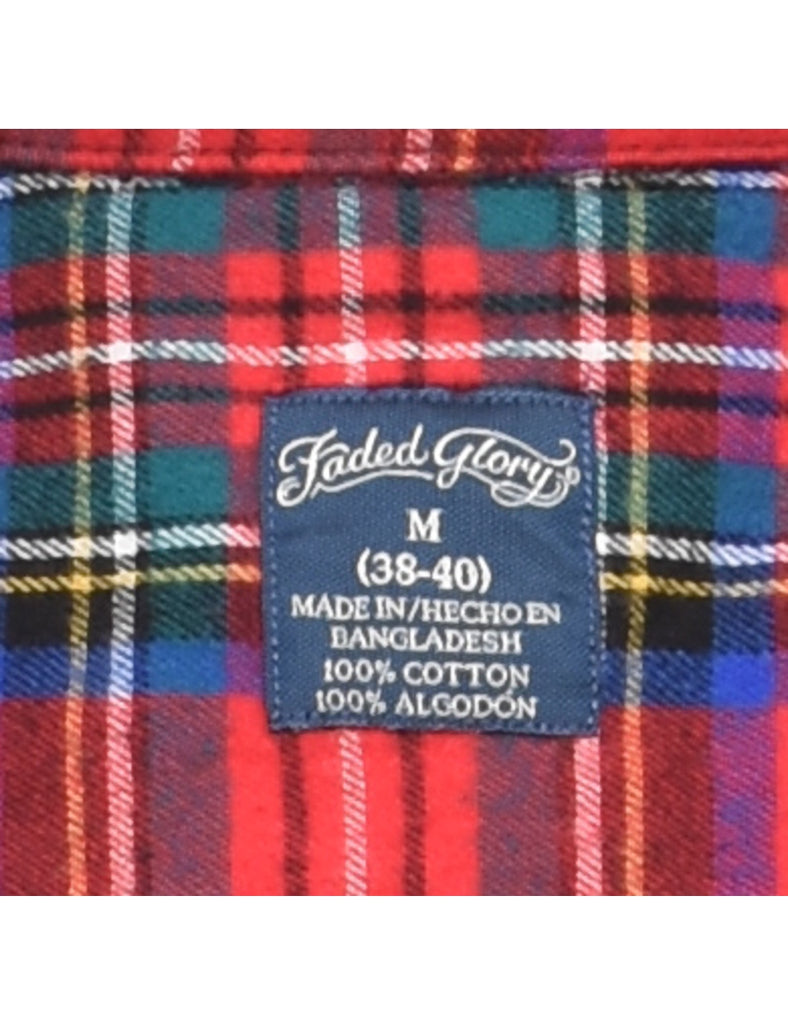 Faded Glory®
M
(38-40)
MADE IN/HECHO EN
BANGLADESH
100% COTTON
100% ALGODÓN